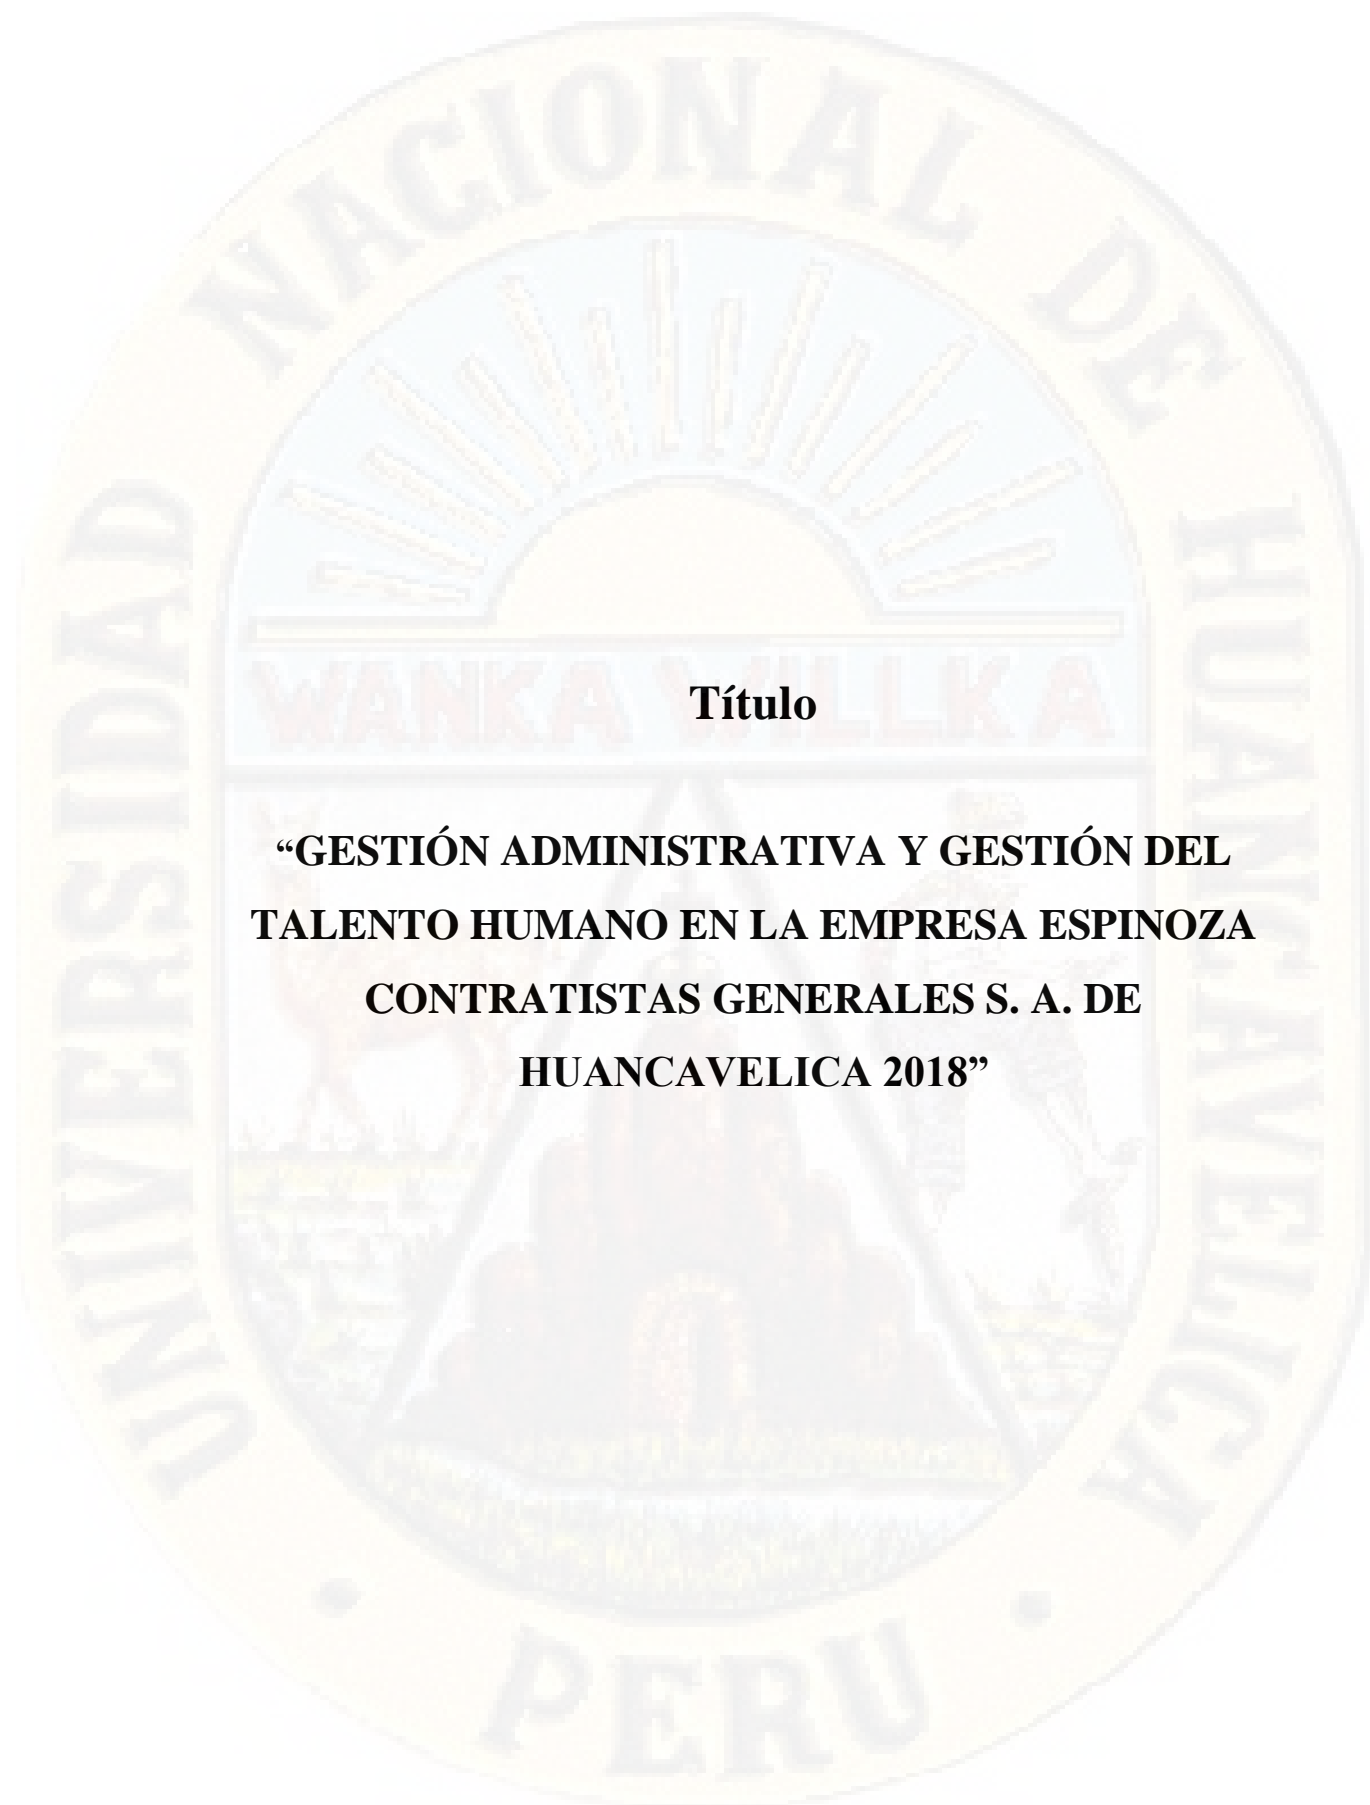 UNIVERSIDAD NACIONAL DE HUANCAVELICA
WANKA WILLKA
Título
“GESTIÓN ADMINISTRATIVA Y GESTIÓN DEL
TALENTO HUMANO EN LA EMPRESA ESPINOZA
CONTRATISTAS GENERALES S. A. DE
HUANCAVELICA 2018”
PERU